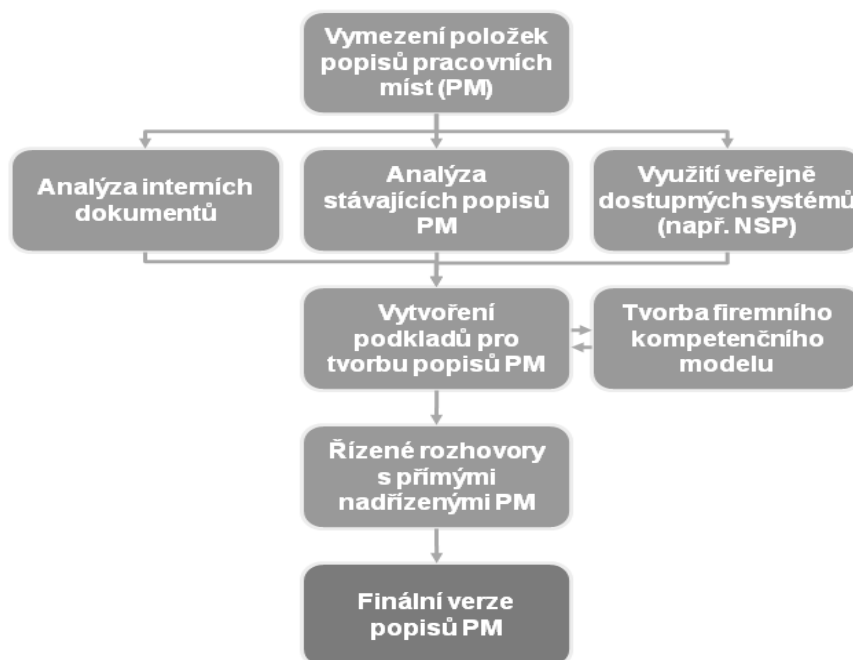 Vymezení položek
popisů pracovních
míst (PM)
Analýza interních
dokumentů
Analýza
stávajících popisů
PM
Využití veřejně
dostupných systémů
(např. NSP)
Vytvoření
podkladů pro
tvorbu popisů PM
Tvorba firemního
kompetenčního
modelu
Řízené rozhovory
s přímými
nadřízenými PM
Finální verze
popisů PM